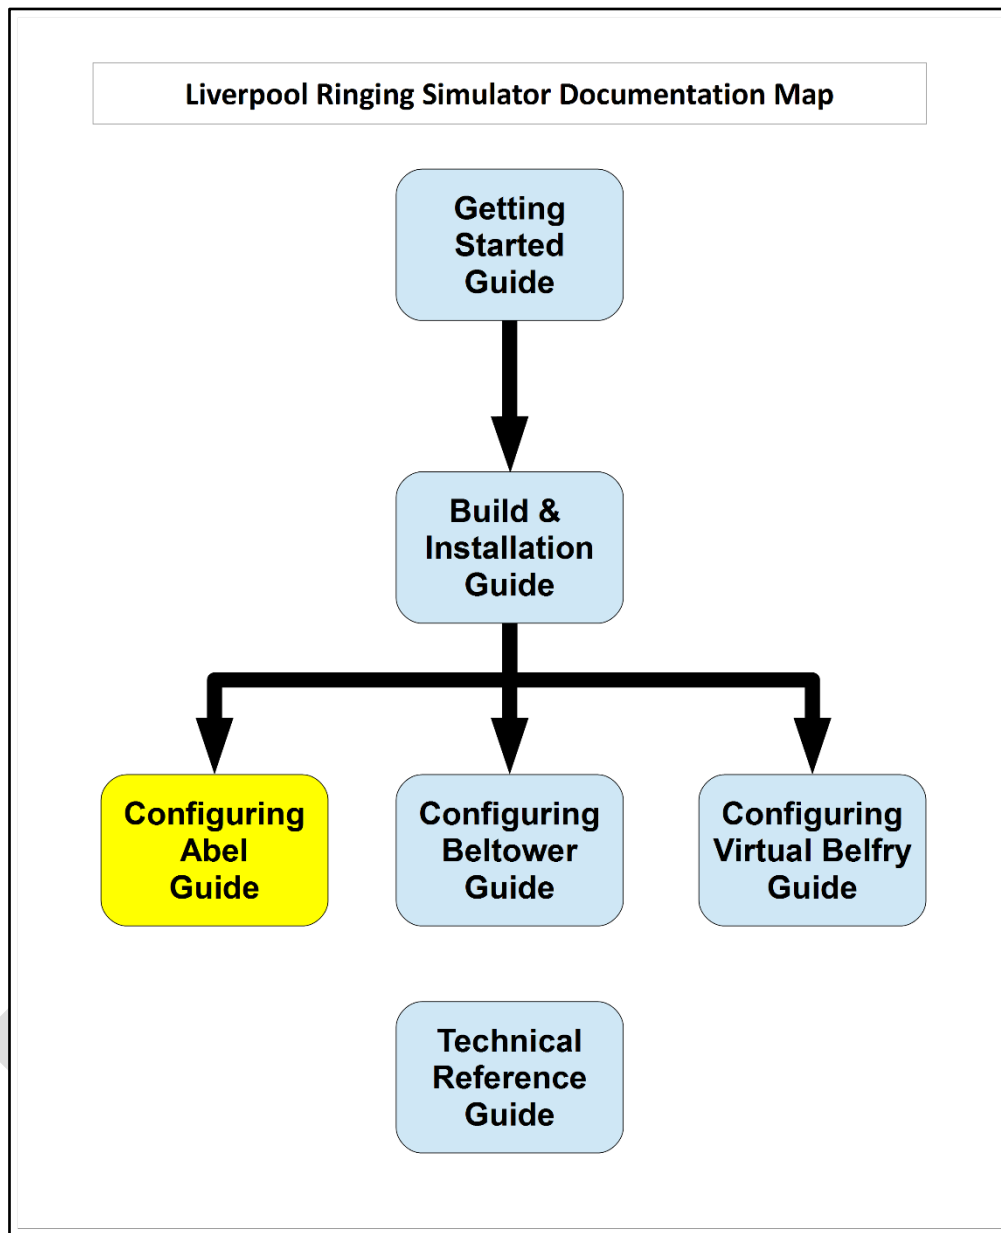 Liverpool Ringing Simulator Documentation Map
Getting
Started
Guide
Build &
Installation
Guide
Configuring
Abel
Guide
Configuring
Beltower
Guide
Configuring
Virtual Belfry
Guide
Technical
Reference
Guide